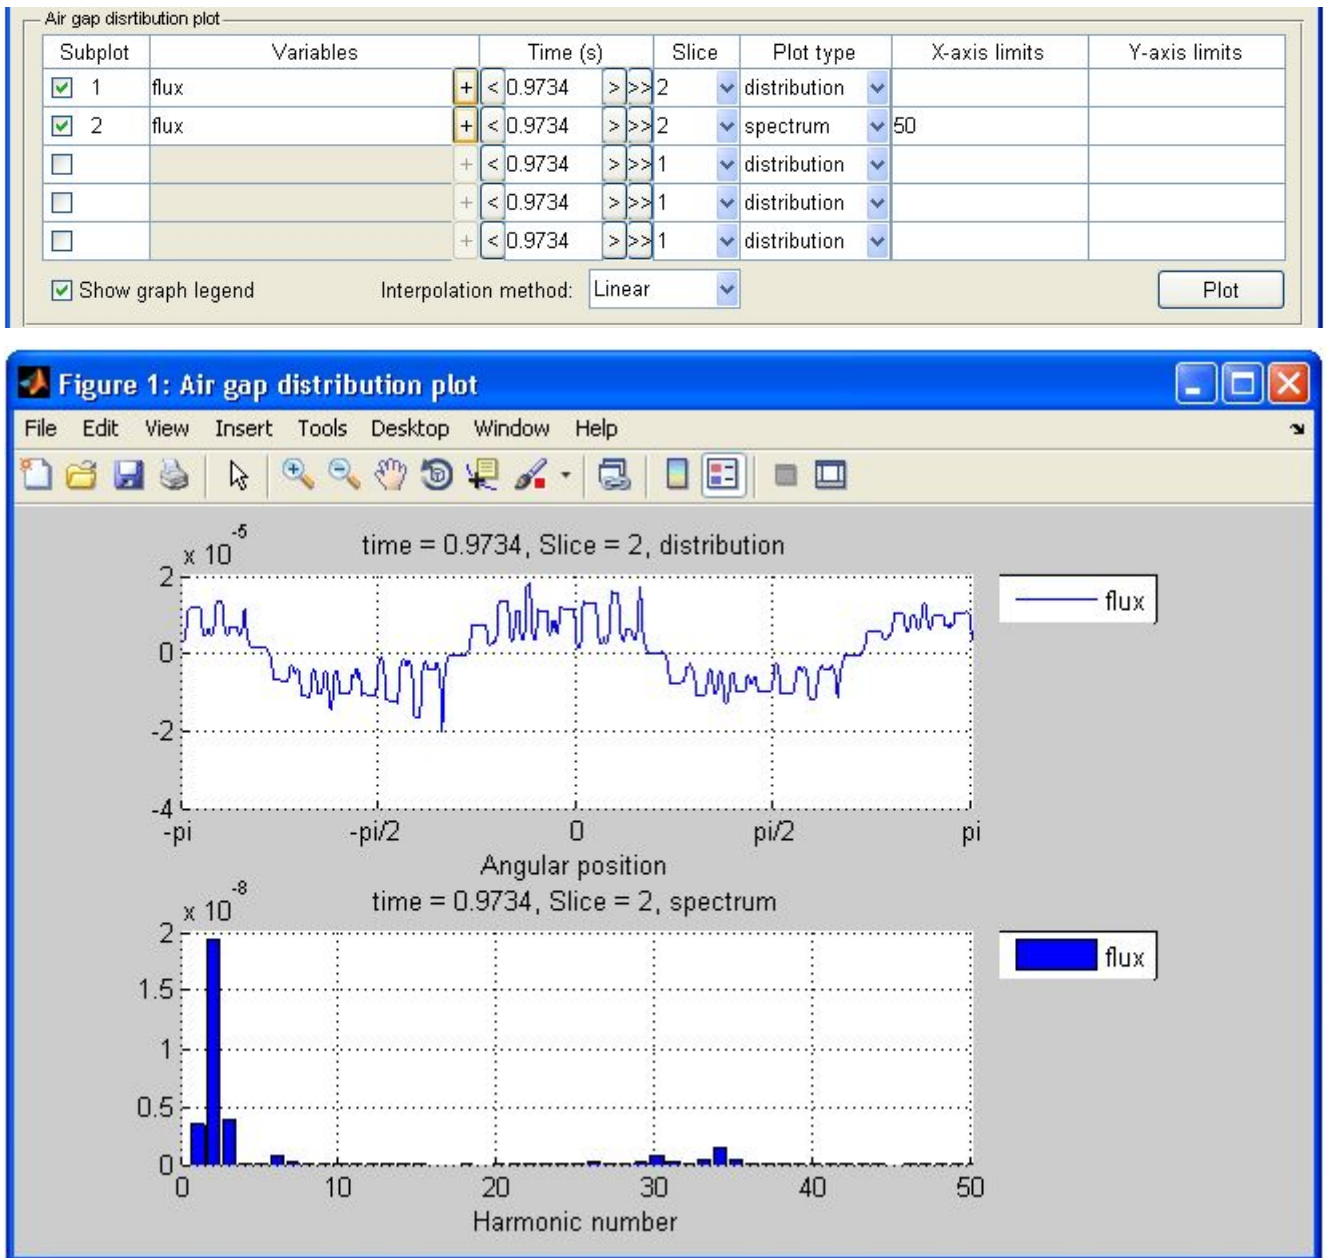 Air gap disrtibution plot
Subplot Variables Time (s) Slice Plot type X-axis limits Y-axis limits
1 flux + < 0.9734 > >> 2 distribution
2 flux + < 0.9734 > >> 2 spectrum 50
+ < 0.9734 > >> 1 distribution
+ < 0.9734 > >> 1 distribution
+ < 0.9734 > >> 1 distribution
Show graph legend Interpolation method: Linear Plot
Figure 1: Air gap distribution plot
File Edit View Insert Tools Desktop Window Help
x 10^-5
time = 0.9734, Slice = 2, distribution
2
0
-2
-4
flux
-pi -pi/2 0 pi/2 pi
Angular position
x 10^-8
time = 0.9734, Slice = 2, spectrum
2
1.5
1
0.5
0
flux
0 10 20 30 40 50
Harmonic number